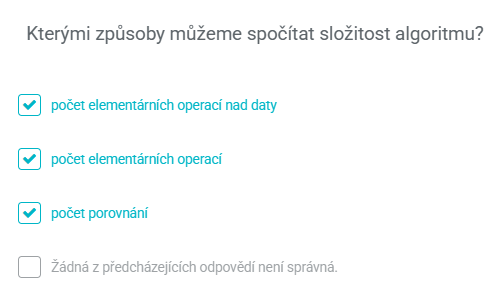 Kterými způsoby můžeme spočítat složitost algoritmu?
počet elementárních operací nad daty
počet elementárních operací
počet porovnání
Žádná z předcházejících odpovědí není správná.